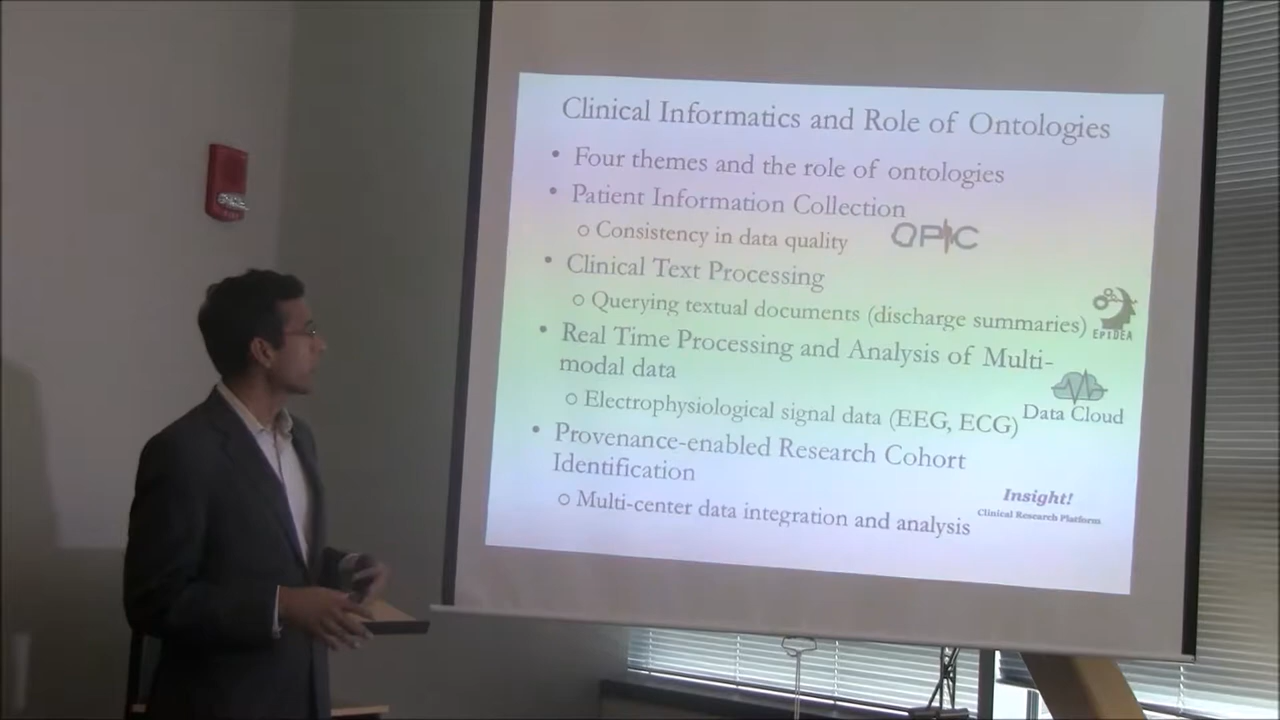 Clinical Informatics and Role of Ontologies
• Four themes and the role of ontologies
• Patient Information Collection
○ Consistency in data quality
OPIC
• Clinical Text Processing
○ Querying textual documents (discharge summaries)
EPIDEA
• Real Time Processing and Analysis of Multi-
modal data
○ Electrophysiological signal data (EEG, ECG)
Data Cloud
• Provenance-enabled Research Cohort
Identification
○ Multi-center data integration and analysis
Insight!
Clinical Research Platform